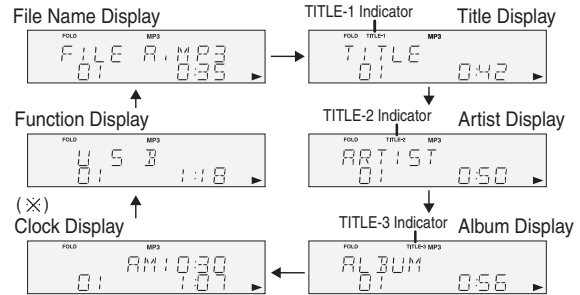 File Name Display
FOLD MP3
FILE A.MP3
01 0:35
TITLE-1 Indicator
Title Display
FOLD TITLE-1 MP3
TITLE
01 0:42
TITLE-2 Indicator
Artist Display
FOLD TITLE-2 MP3
ARTIST
01 0:50
TITLE-3 Indicator
Album Display
FOLD TITLE-3 MP3
ALBUM
01 0:56
(※)
Clock Display
FOLD MP3
AM10:30
01 1:07
Function Display
FOLD MP3
USB
01 1:18